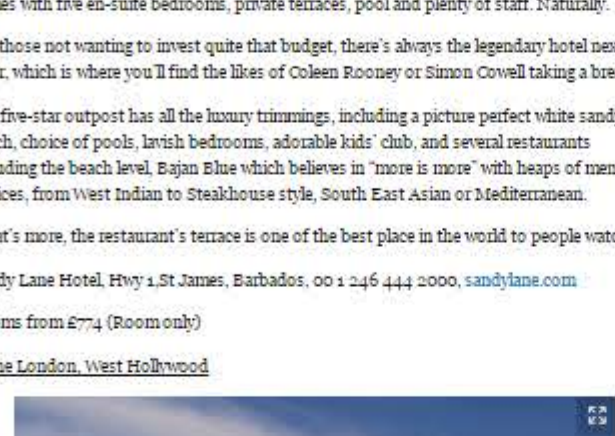 es with five en-suite bedrooms, private terraces, pool and plenty of staff. Naturally.
those not wanting to invest quite that budget, there's always the legendary hotel nex
r, which is where you'll find the likes of Coleen Rooney or Simon Cowell taking a bre
five-star outpost has all the luxury trimmings, including a picture perfect white sand
ch, choice of pools, lavish bedrooms, adorable kids' club, and several restaurants
nding the beach level, Bajan Blue which believes in “more is more” with heaps of men
ices, from West Indian to Steakhouse style, South East Asian or Mediterranean.
t's more, the restaurant's terrace is one of the best place in the world to people wat
dy Lane Hotel, Hwy 1,St James, Barbados, 00 1 246 444 2000, sandylane.com
ms from £774 (Room only)
e London, West Hollywood